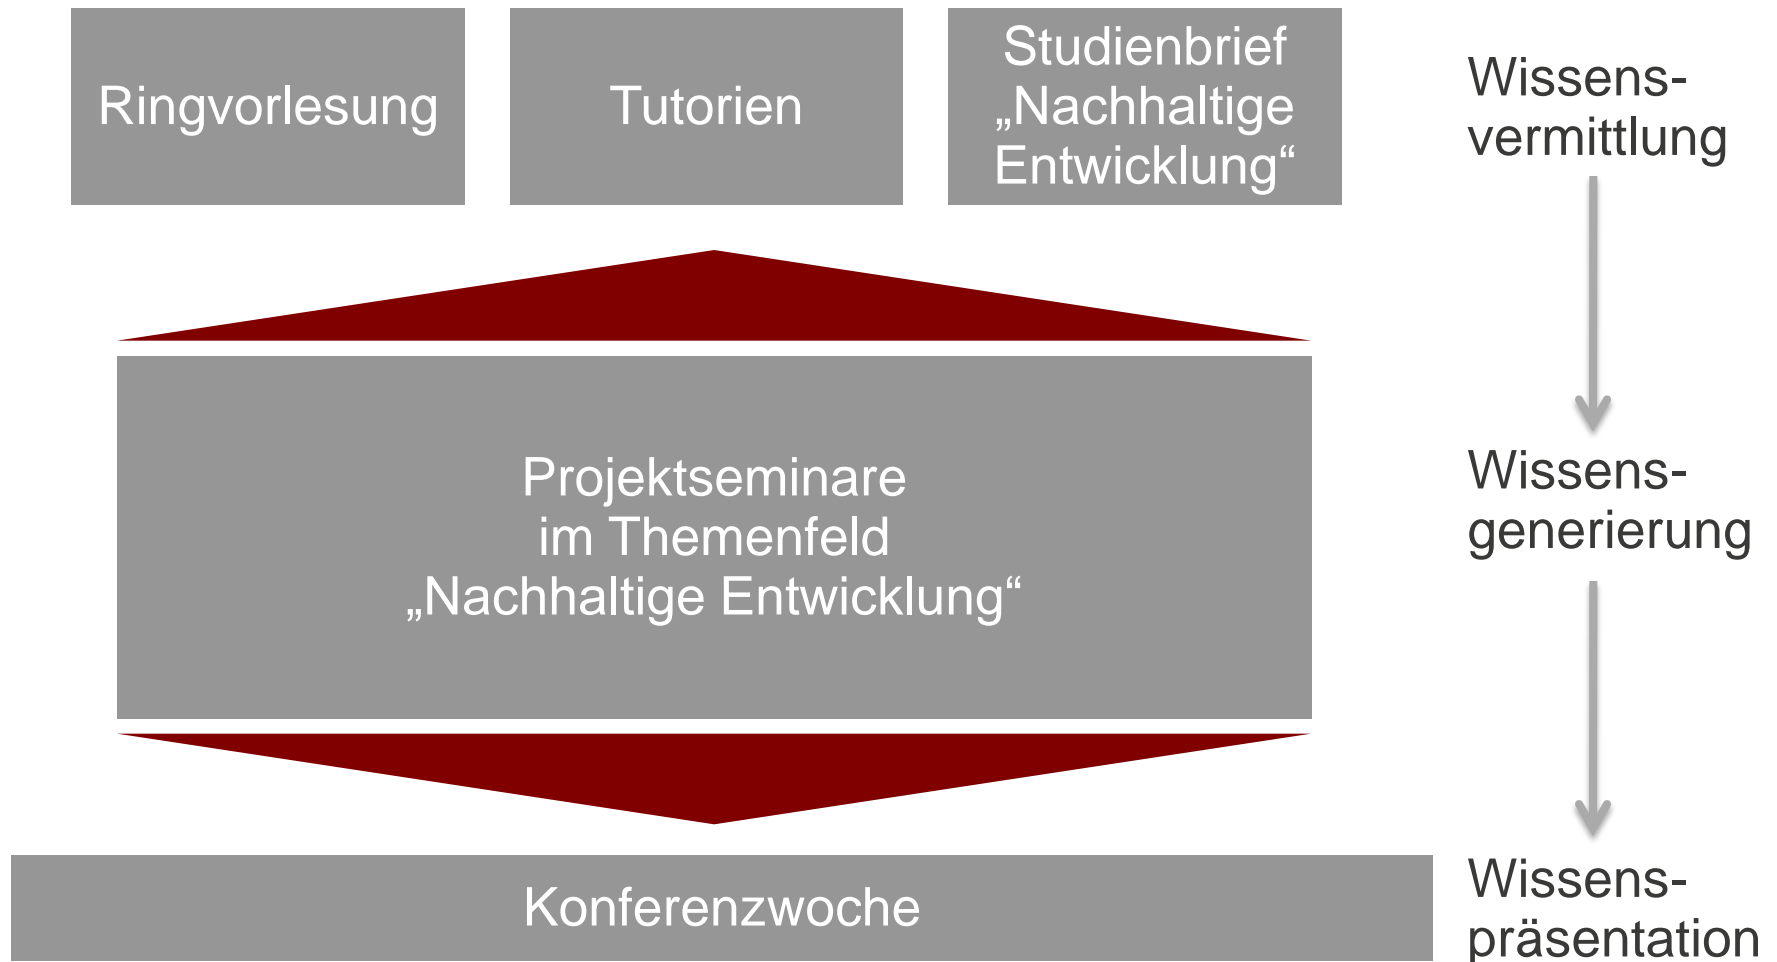 Ringvorlesung
Tutorien
Studienbrief
„Nachhaltige
Entwicklung“
Wissens-
vermittlung
Projektseminare
im Themenfeld
„Nachhaltige Entwicklung“
Wissens-
generierung
Konferenzwoche
Wissens-
präsentation